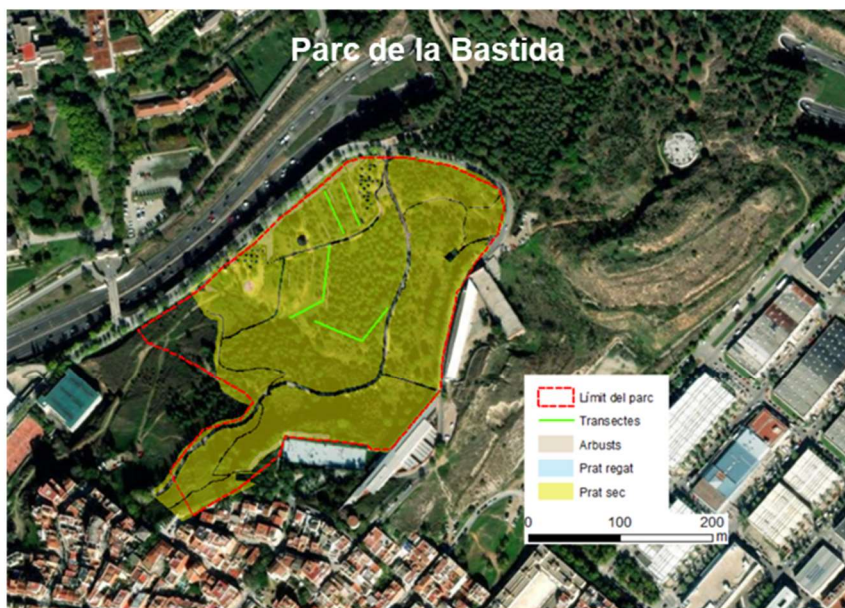 Parc de la Bastida
Límit del parc
Transectes
Arbusts
Prat regat
Prat sec
0 100 200
m